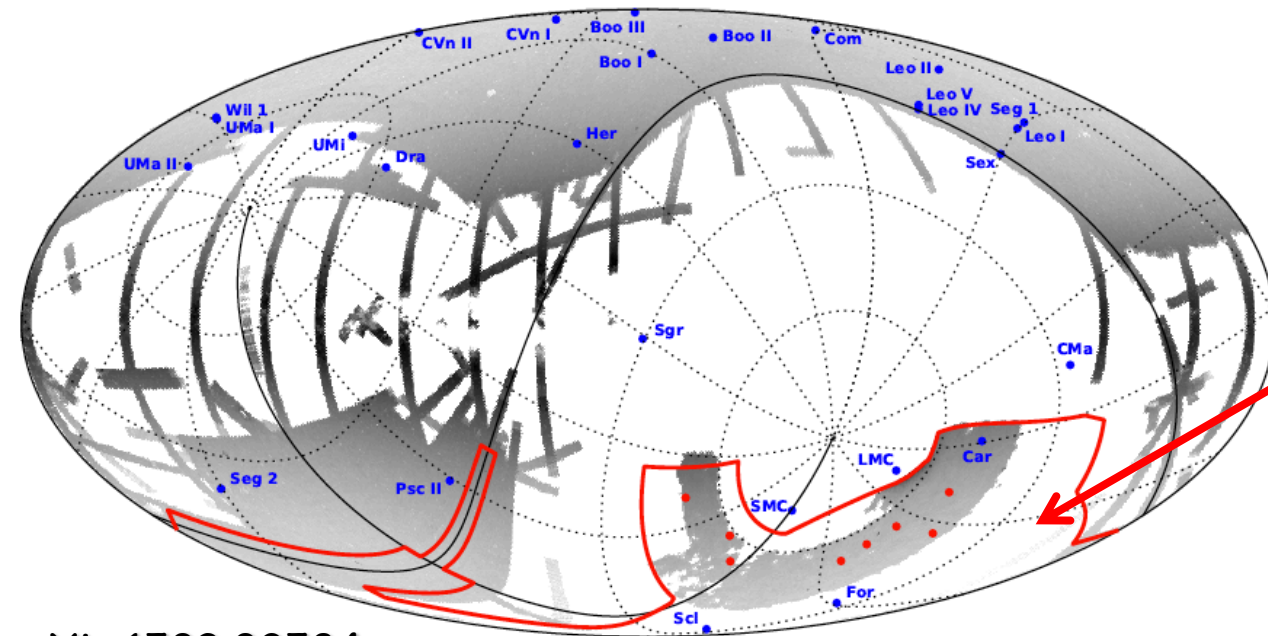 CVn II
CVn I
Boo III
Boo II
Com
Boo I
Leo II
Wil 1
UMa I
Leo V
Leo IV
Seg 1
Leo I
UMi
Her
Dra
UMa II
Sex
Sgr
CMa
Car
LMC
Seg 2
Psc II
SMC
For
Scl